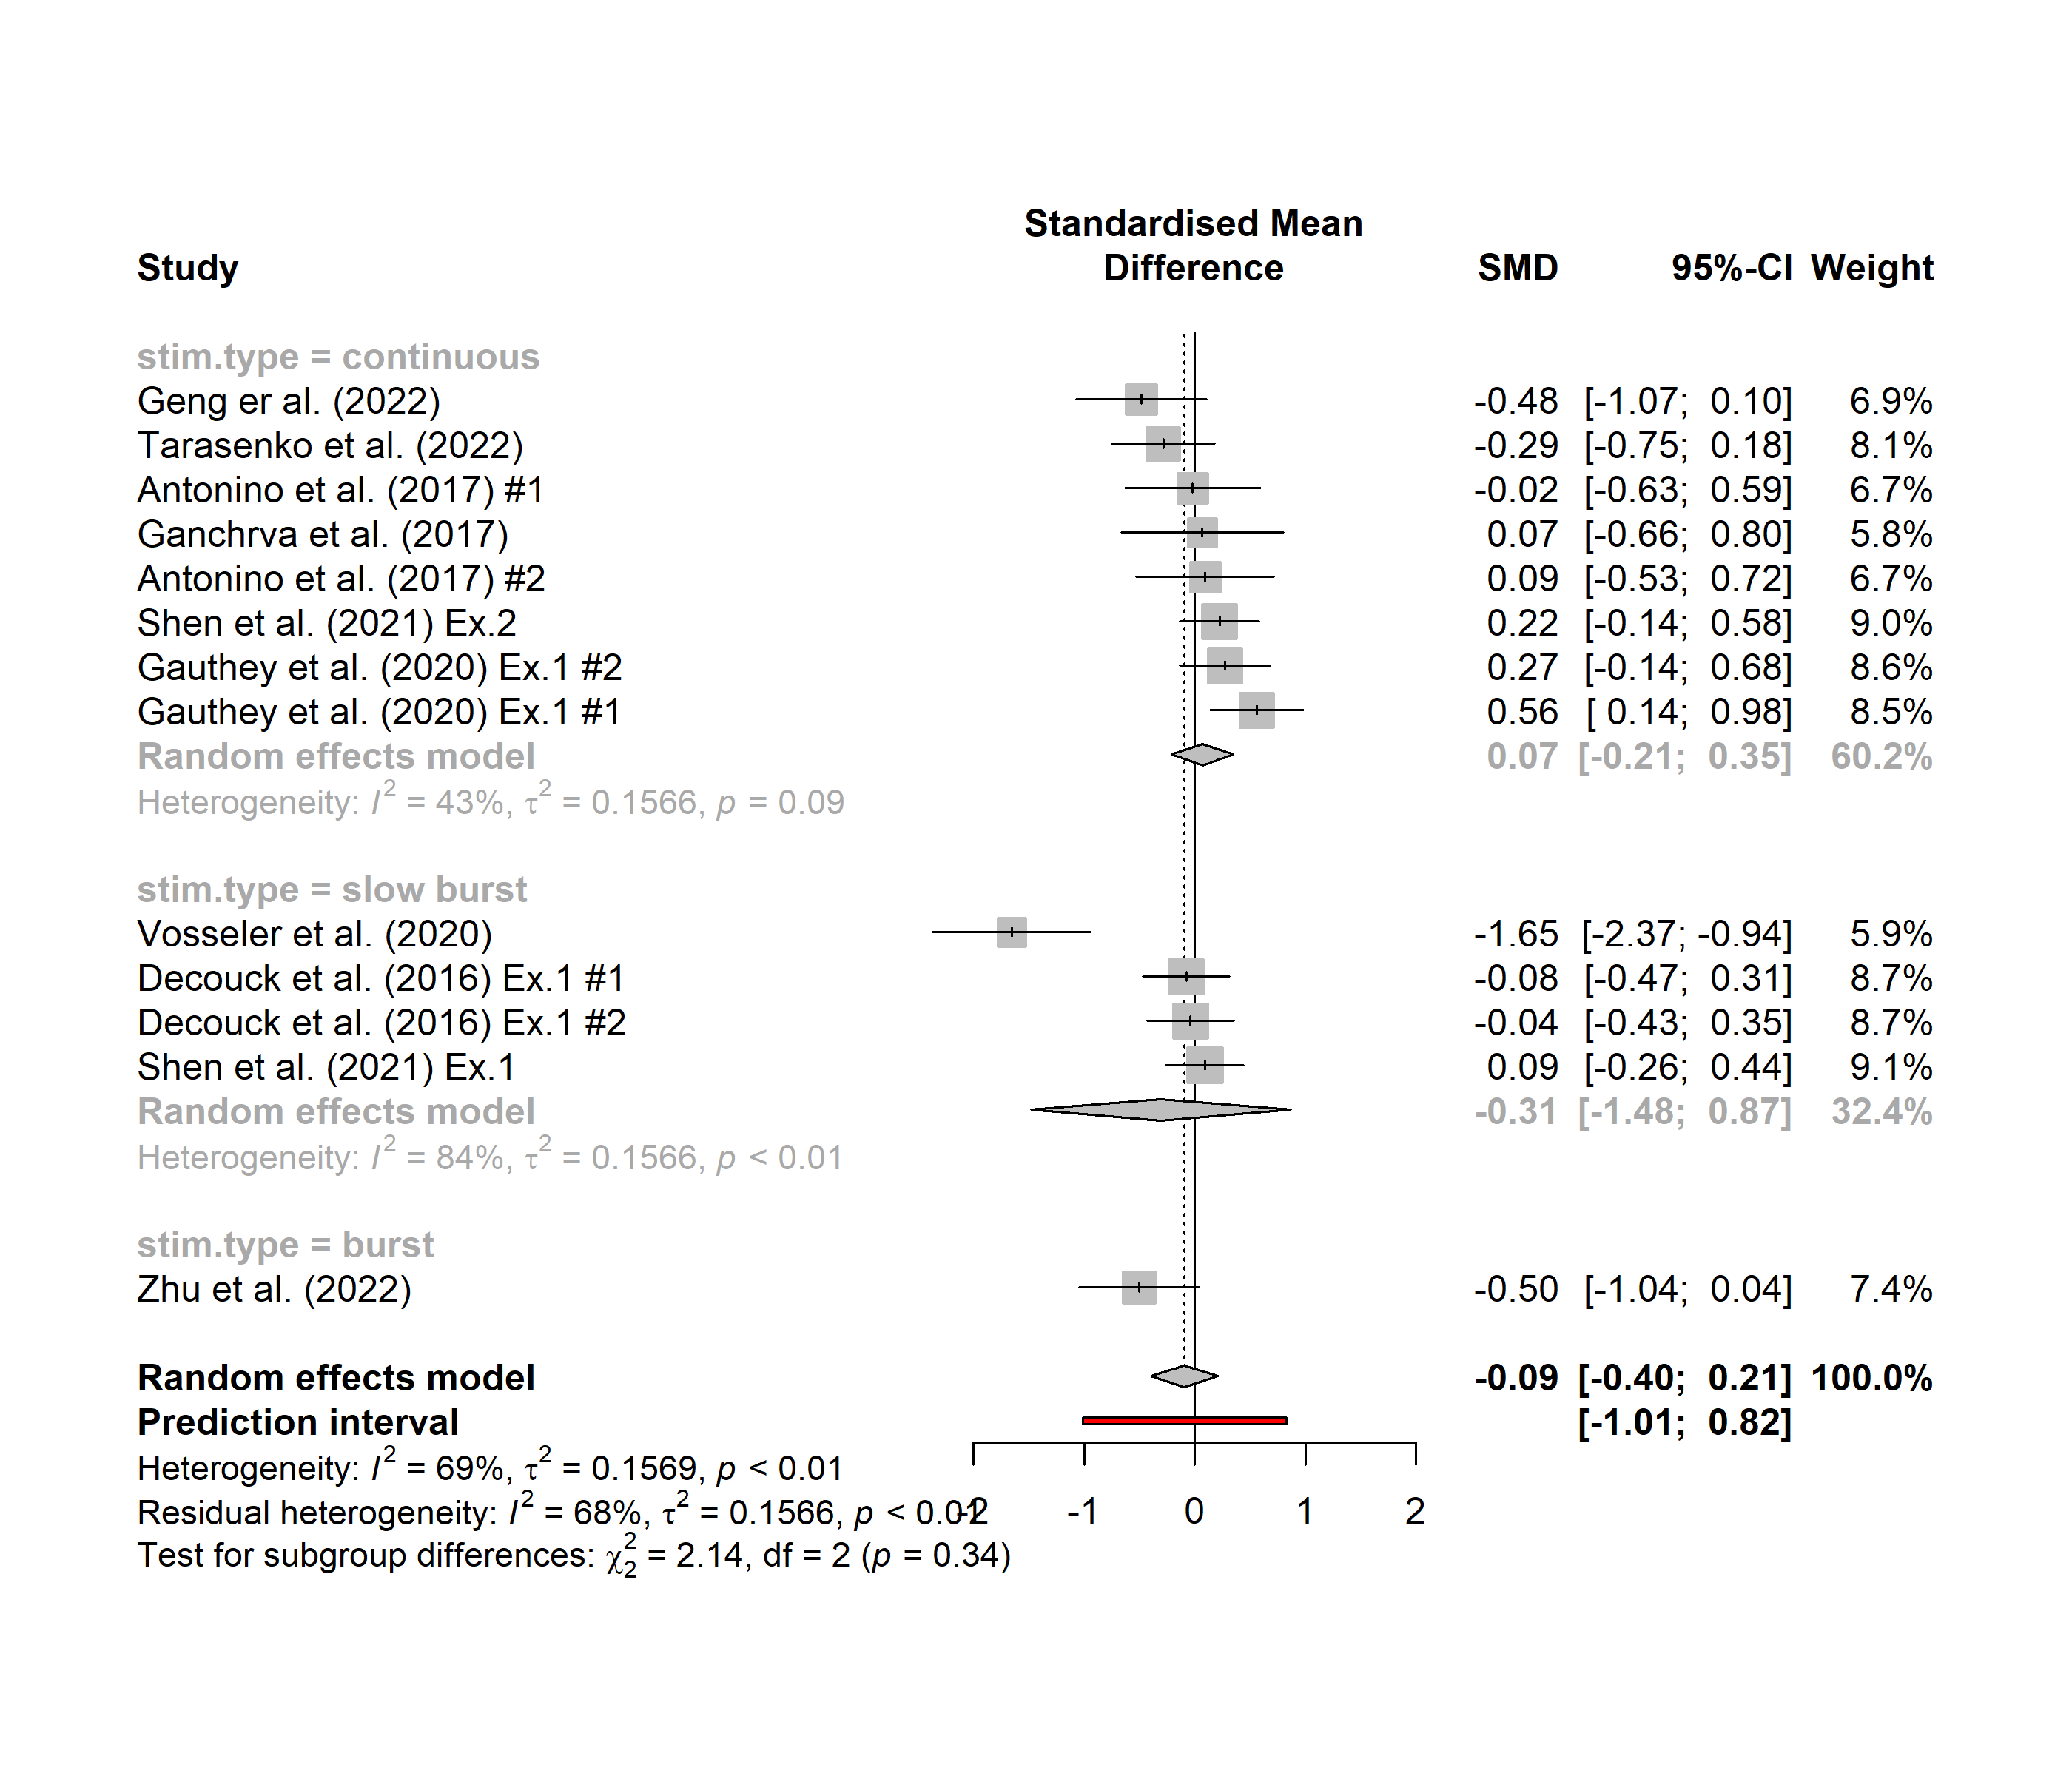 Standardised Mean
Study Difference SMD 95%-CI Weight
stim.type = continuous
Geng er al. (2022) -0.48 [-1.07; 0.10] 6.9%
Tarasenko et al. (2022) -0.29 [-0.75; 0.18] 8.1%
Antonino et al. (2017) #1 -0.02 [-0.63; 0.59] 6.7%
Ganchrva et al. (2017) 0.07 [-0.66; 0.80] 5.8%
Antonino et al. (2017) #2 0.09 [-0.53; 0.72] 6.7%
Shen et al. (2021) Ex.2 0.22 [-0.14; 0.58] 9.0%
Gauthey et al. (2020) Ex.1 #2 0.27 [-0.14; 0.68] 8.6%
Gauthey et al. (2020) Ex.1 #1 0.56 [ 0.14; 0.98] 8.5%
Random effects model 0.07 [-0.21; 0.35] 60.2%
Heterogeneity: I² = 43%, τ² = 0.1566, p = 0.09
stim.type = slow burst
Vosseler et al. (2020) -1.65 [-2.37; -0.94] 5.9%
Decouck et al. (2016) Ex.1 #1 -0.08 [-0.47; 0.31] 8.7%
Decouck et al. (2016) Ex.1 #2 -0.04 [-0.43; 0.35] 8.7%
Shen et al. (2021) Ex.1 0.09 [-0.26; 0.44] 9.1%
Random effects model -0.31 [-1.48; 0.87] 32.4%
Heterogeneity: I² = 84%, τ² = 0.1566, p < 0.01
stim.type = burst
Zhu et al. (2022) -0.50 [-1.04; 0.04] 7.4%
Random effects model -0.09 [-0.40; 0.21] 100.0%
Prediction interval [-1.01; 0.82]
Heterogeneity: I² = 69%, τ² = 0.1569, p < 0.01
Residual heterogeneity: I² = 68%, τ² = 0.1566, p < 0.01 -2 -1 0 1 2
Test for subgroup differences: χ²₂ = 2.14, df = 2 (p = 0.34)